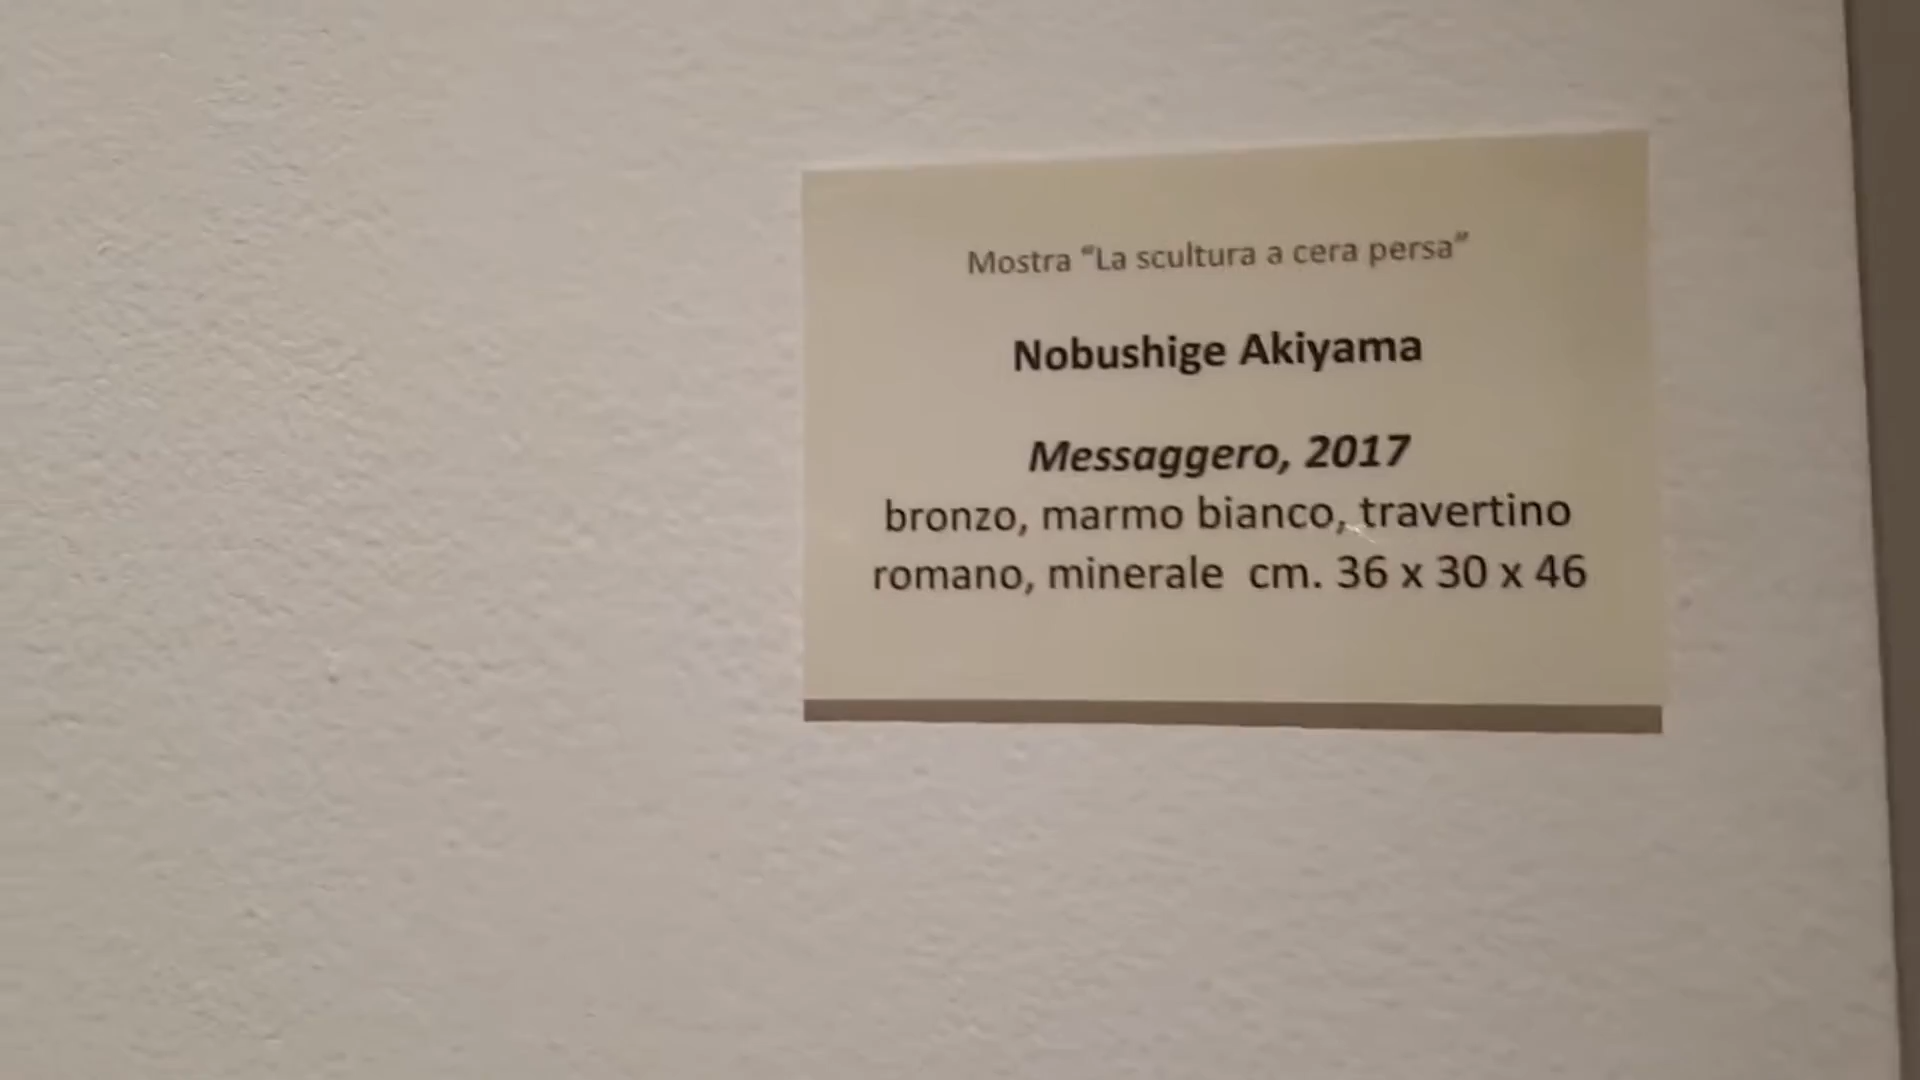 Mostra “La scultura a cera persa”
Nobushige Akiyama
Messaggero, 2017
bronzo, marmo bianco, travertino
romano, minerale cm. 36 x 30 x 46